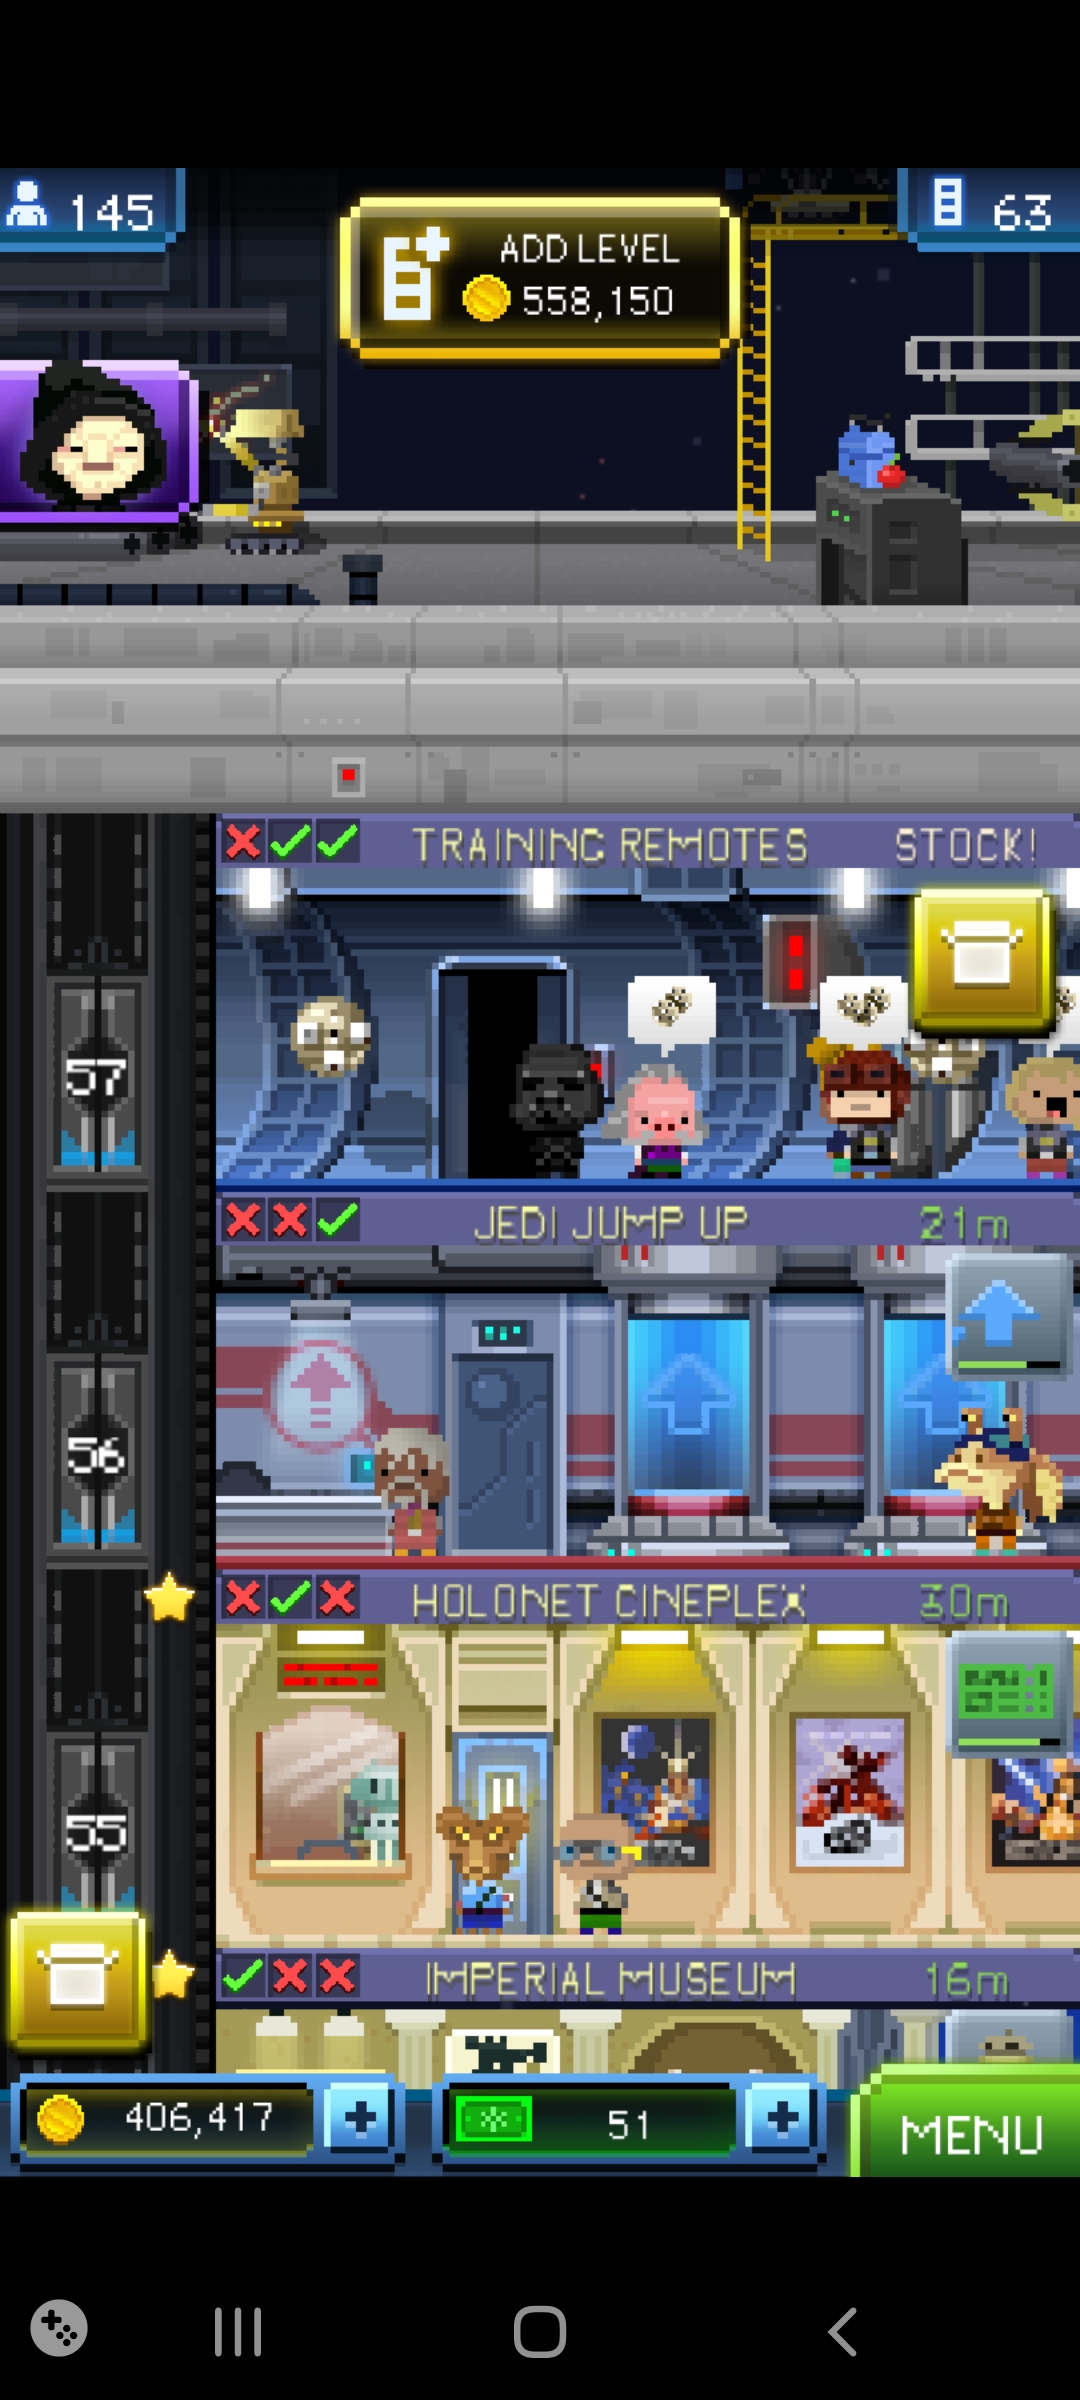 145
ADD LEVEL
558,150
63
TRAINING REMOTES STOCK!
57
JEDI JUMP UP 21m
56
HOLONET CINEPLEX 30m
55
IMPERIAL MUSEUM 16m
406,417
51
MENU